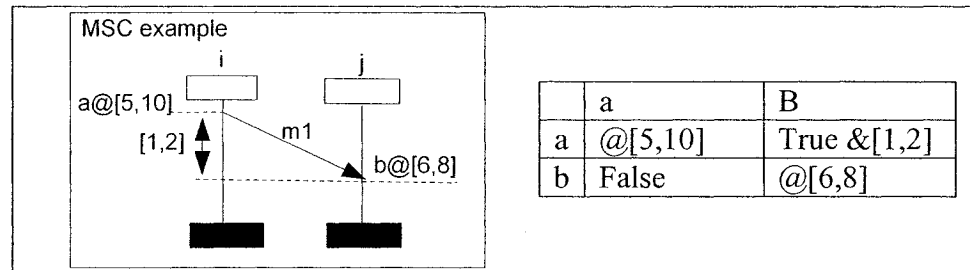 MSC example
i j
a@[5,10]
m1
[1,2]
b@[6,8]
a B
a @[5,10] True &[1,2]
b False @[6,8]